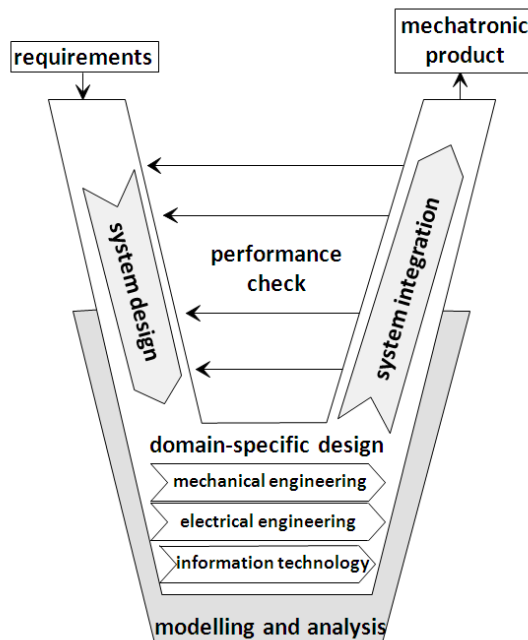 requirements
mechatronic
product
system design
performance
check
system integration
domain-specific design
mechanical engineering
electrical engineering
information technology
modelling and analysis